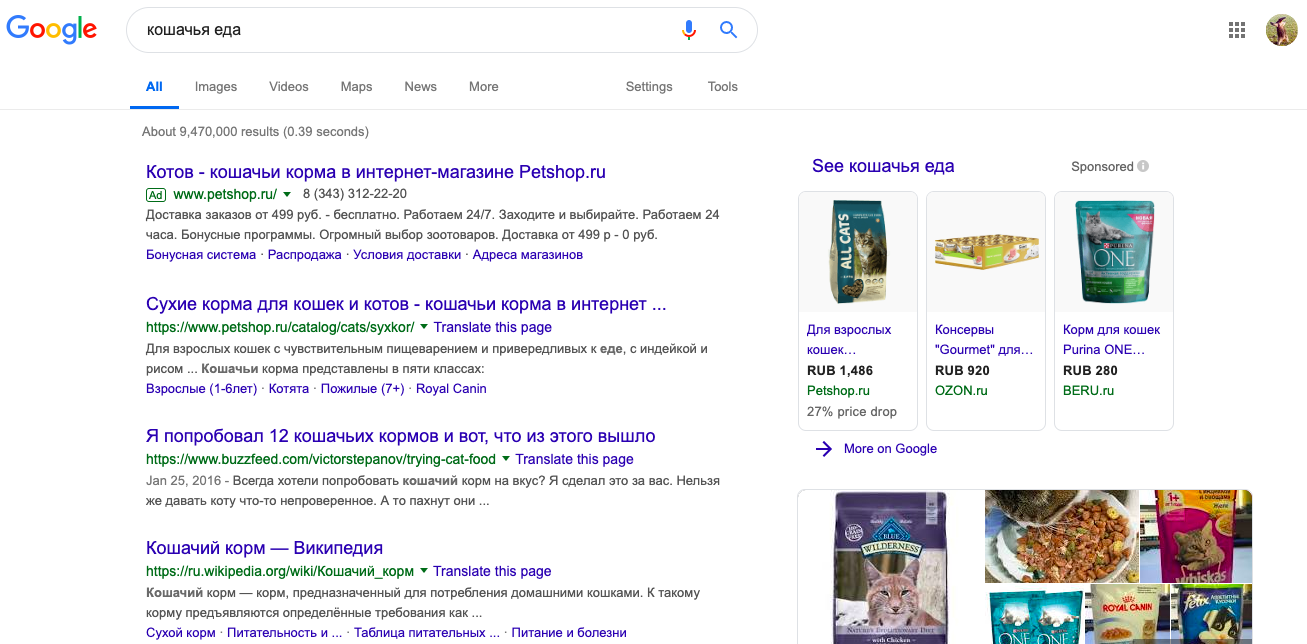 Google
кошачья еда
All Images Videos Maps News More Settings Tools
About 9,470,000 results (0.39 seconds)
Котов - кошачьи корма в интернет-магазине Petshop.ru
Ad www.petshop.ru/ 8 (343) 312-22-20
Доставка заказов от 499 руб. - бесплатно. Работаем 24/7. Заходите и выбирайте. Работаем 24
часа. Бонусные программы. Огромный выбор зоотоваров. Доставка от 499 р - 0 руб.
Бонусная система · Распродажа · Условия доставки · Адреса магазинов
Сухие корма для кошек и котов - кошачьи корма в интернет ...
https://www.petshop.ru/catalog/cats/syxkor/ Translate this page
Для взрослых кошек с чувствительным пищеварением и привередливых к еде, с индейкой и
рисом ... Кошачьи корма представлены в пяти классах:
Взрослые (1-6лет) · Котята · Пожилые (7+) · Royal Canin
Я попробовал 12 кошачьих кормов и вот, что из этого вышло
https://www.buzzfeed.com/victorstepanov/trying-cat-food Translate this page
Jan 25, 2016 - Всегда хотели попробовать кошачий корм на вкус? Я сделал это за вас. Нельзя
же давать коту что-то непроверенное. А то пахнут они ...
Кошачий корм — Википедия
https://ru.wikipedia.org/wiki/Кошачий_корм Translate this page
Кошачий корм — корм, предназначенный для потребления домашними кошками. К такому
корму предъявляются определённые требования как ...
Сухой корм · Питательность и ... · Таблица питательных ... · Питание и болезни
See кошачья еда
Sponsored
ALL CATS
PURINA
ONE
Для взрослых
кошек…
RUB 1,486
Petshop.ru
27% price drop
Консервы
"Gourmet" для…
RUB 920
OZON.ru
Корм для кошек
Purina ONE…
RUB 280
BERU.ru
More on Google
BLUE
WILDERNESS
NATURE'S EVOLUTIONARY DIET
with Chicken
1+
Желе
whiskas
ONE ONE
ROYAL CANIN
felix
Аппетитные
кусочки